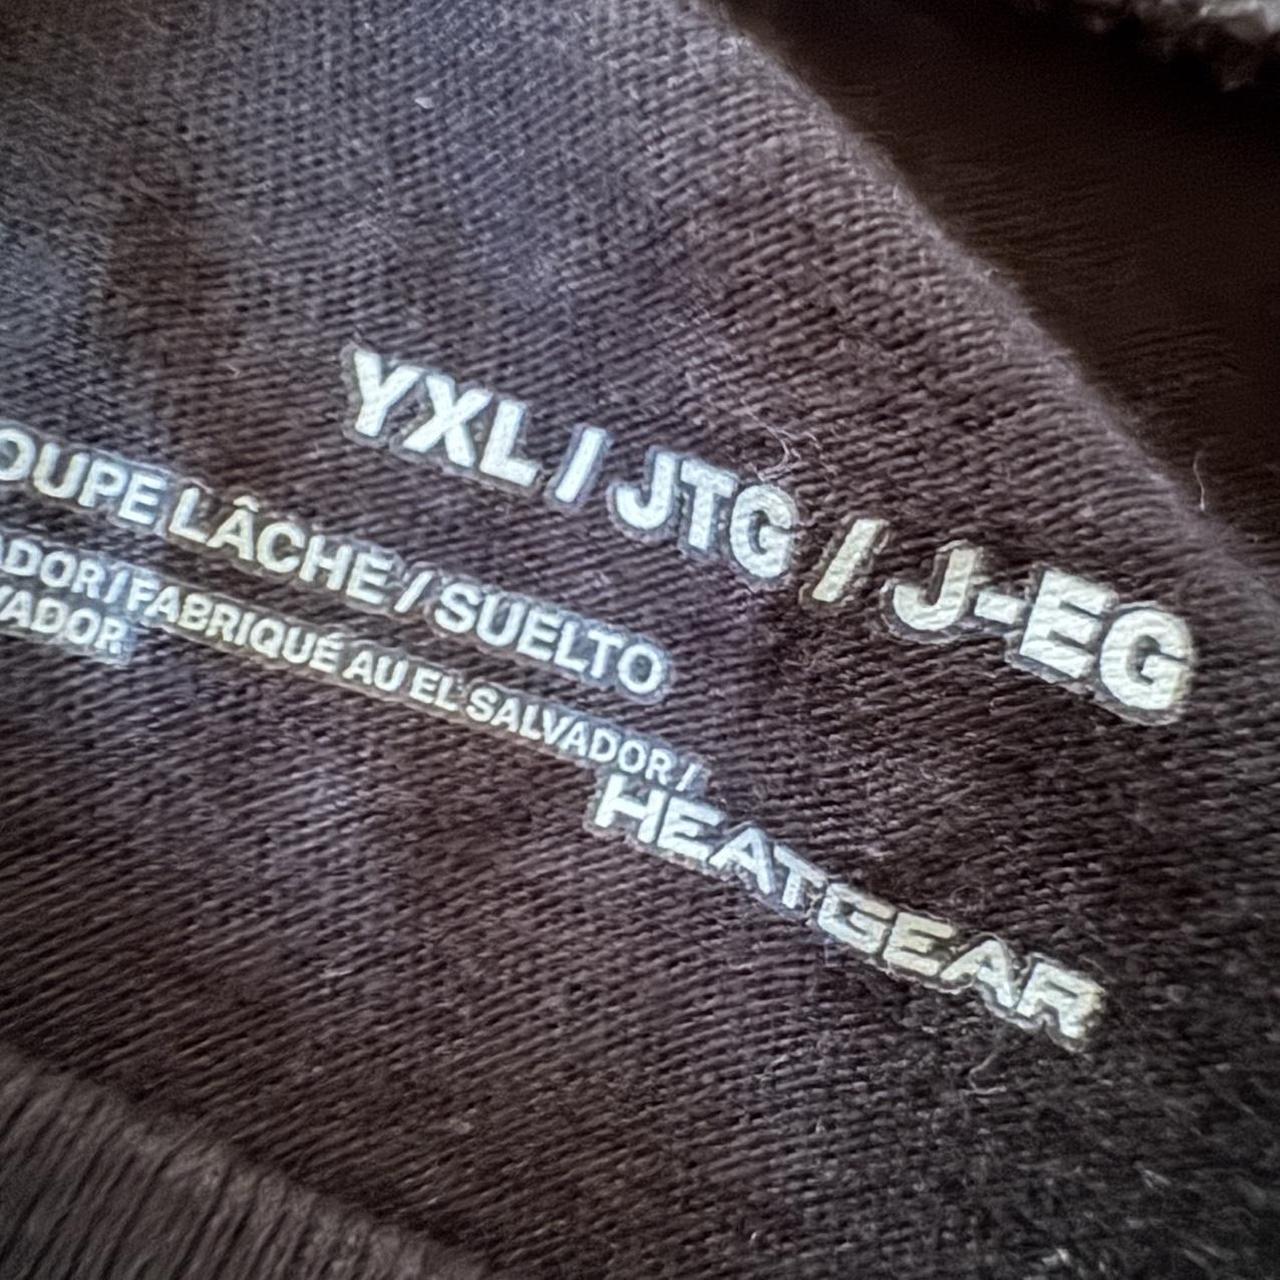 YXL / JTG / J-EG
OUPE LÂCHE / SUELTO
ADOR / FABRIQUÉ AU EL SALVADOR /
VADOR
HEATGEAR